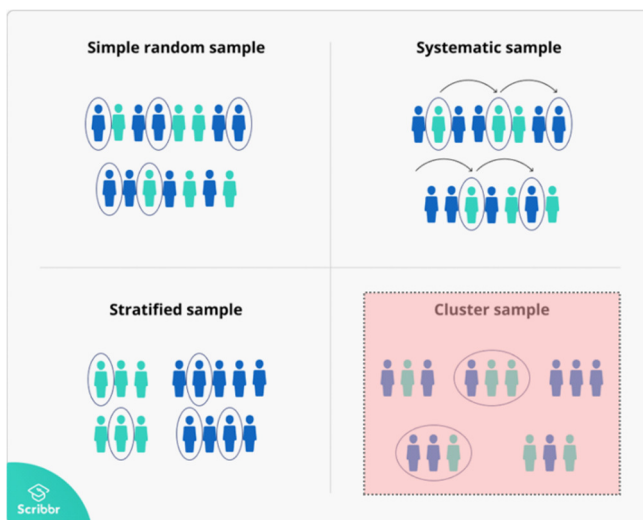 Simple random sample
Systematic sample
Stratified sample
Cluster sample
Scribbr